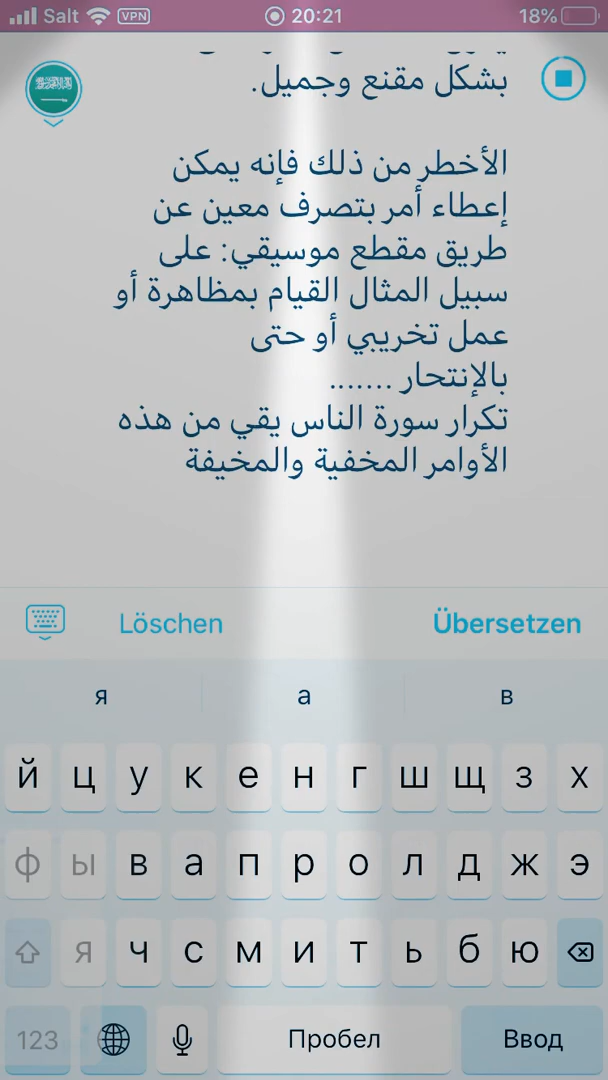 Salt VPN 20:21 18%
بشكل مقنع وجميل.
الأخطر من ذلك فإنه يمكن
إعطاء أمر بتصرف معين عن
طريق مقطع موسيقي: على
سبيل المثال القيام بمظاهرة أو
عمل تخريبي أو حتى
بالإنتحار .......
تكرار سورة الناس يقي من هذه
الأوامر المخفية والمخيفة
Löschen Übersetzen
я а в
й ц у к е н г ш щ з х
ф ы в а п р о л д ж э
я ч с м и т ь б ю
123 Пробел Ввод